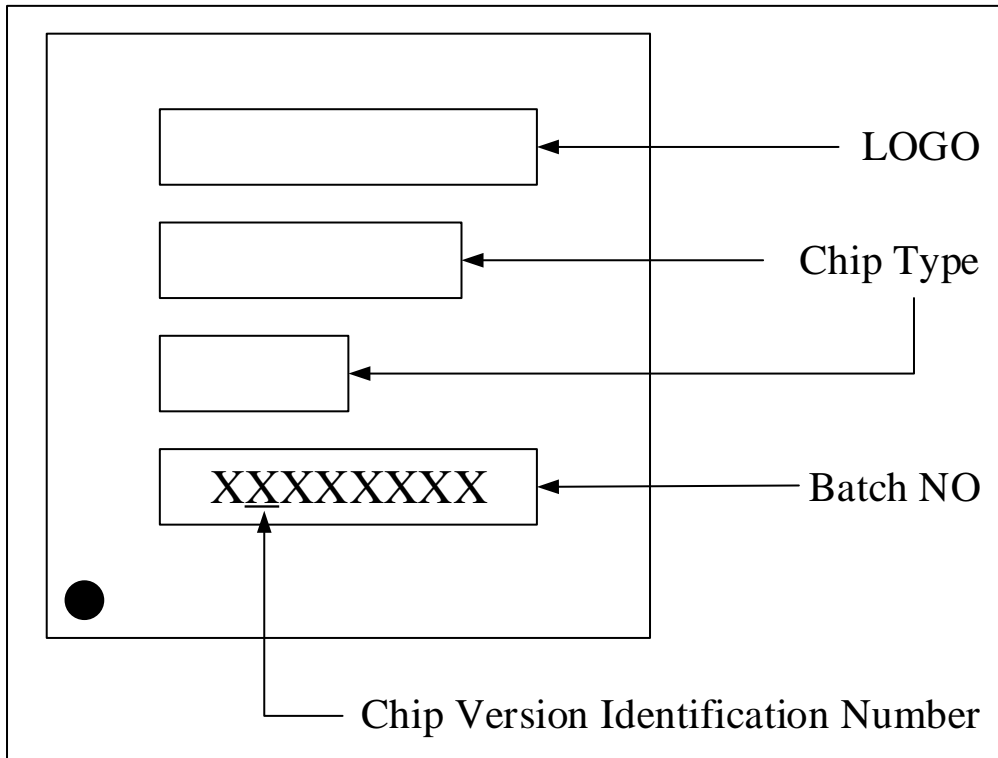 LOGO
Chip Type
XXXXXXXX
Batch NO
Chip Version Identification Number